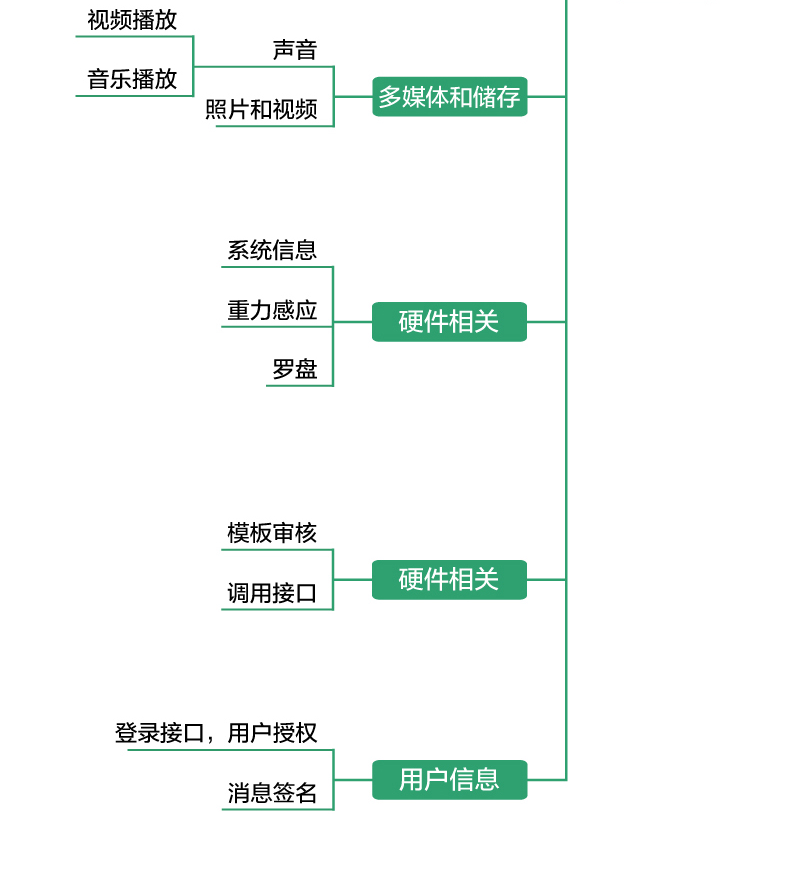 视频播放
声音
音乐播放
多媒体和储存
照片和视频
系统信息
重力感应
硬件相关
罗盘
模板审核
硬件相关
调用接口
登录接口，用户授权
用户信息
消息签名